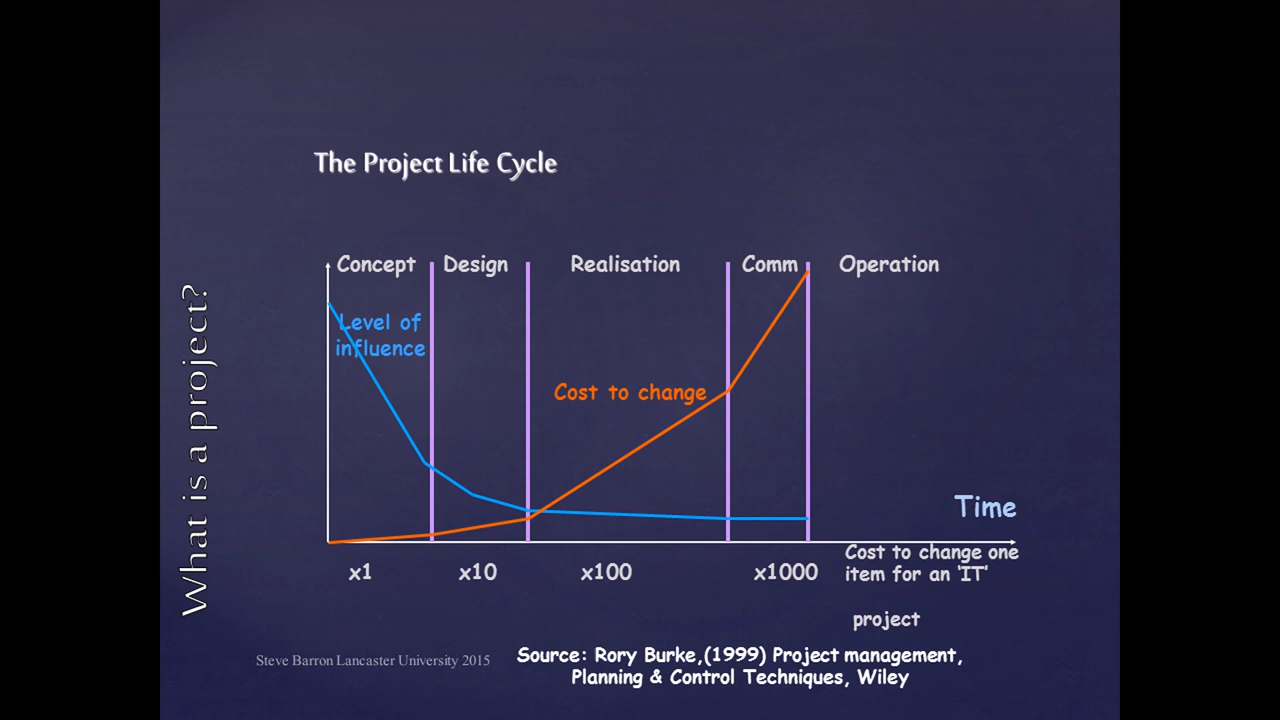 The Project Life Cycle
What is a project?
Concept Design Realisation Comm Operation
Level of
influence
Cost to change
Time
x1 x10 x100 x1000
Cost to change one
item for an 'IT'
project
Steve Barron Lancaster University 2015
Source: Rory Burke,(1999) Project management,
Planning & Control Techniques, Wiley